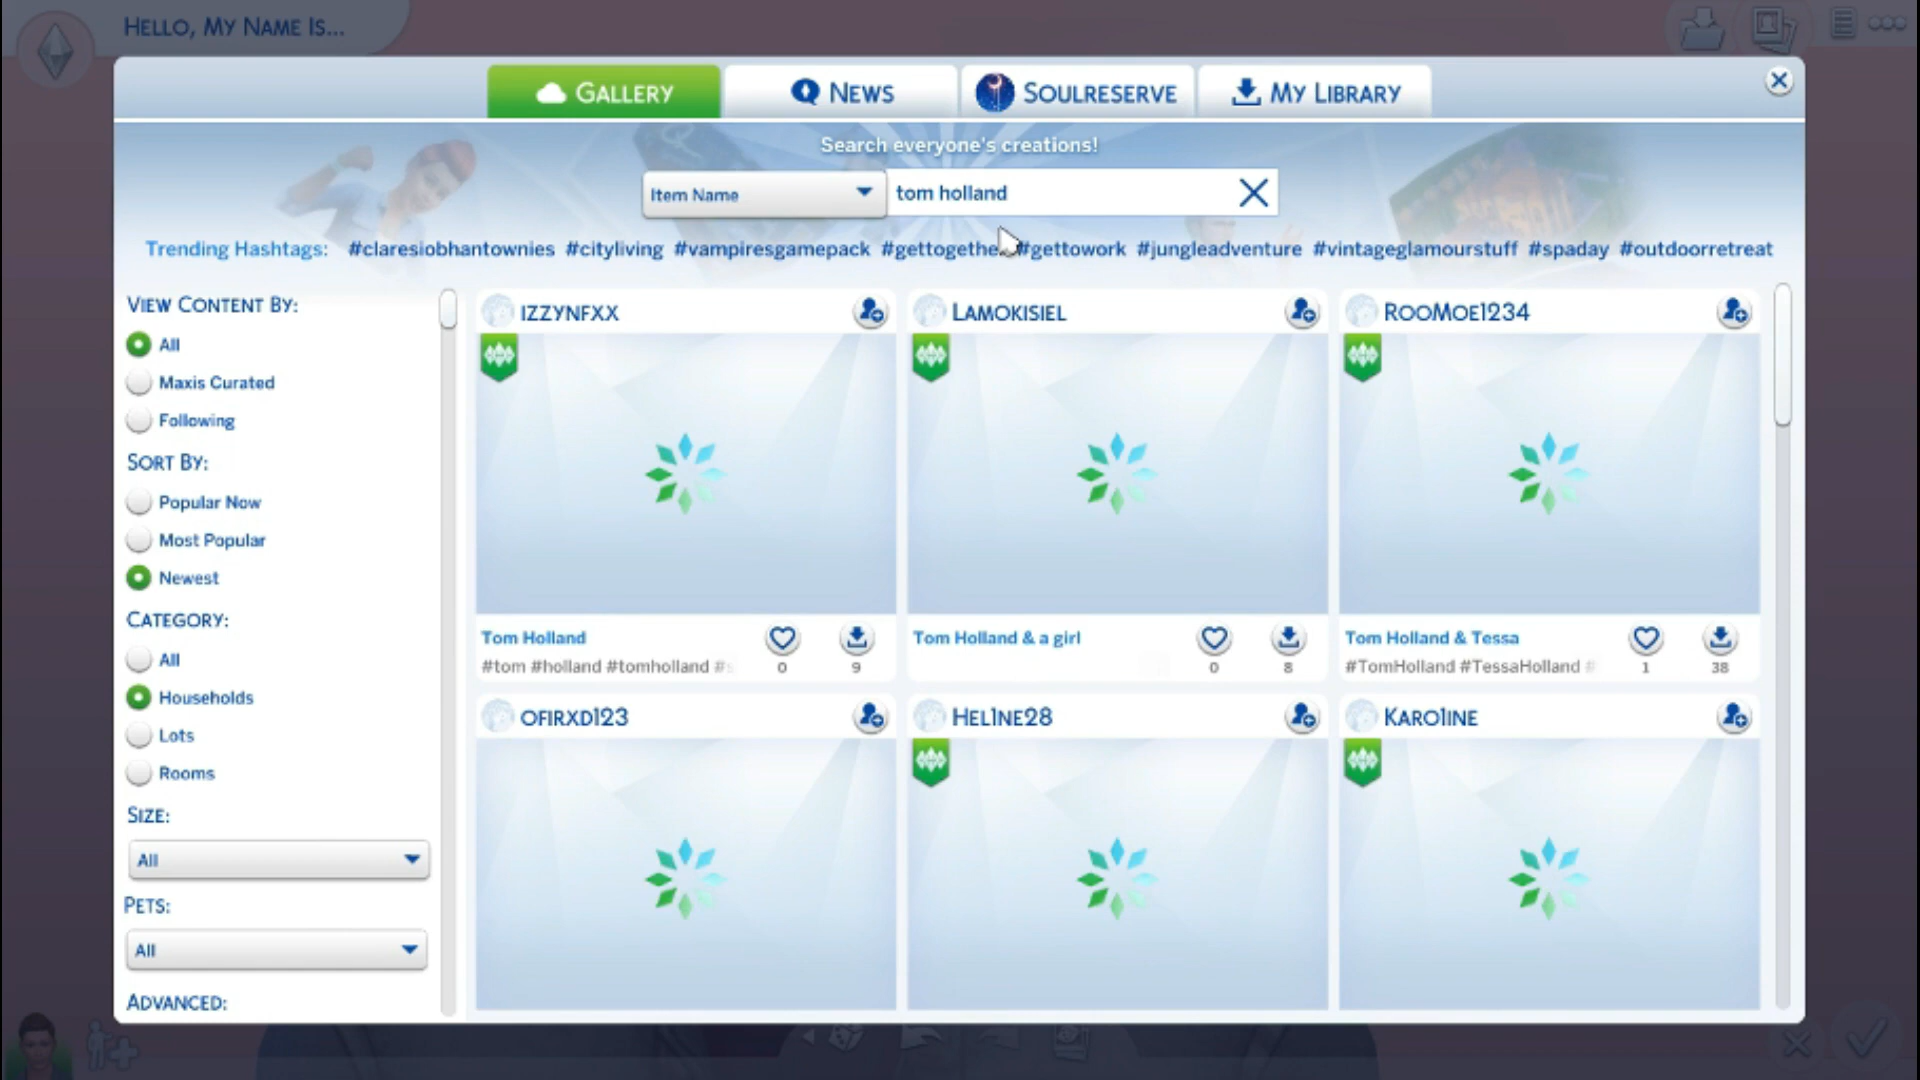 HELLO, MY NAME IS...
GALLERY
NEWS
SOULRESERVE
MY LIBRARY
Search everyone's creations!
Item Name
tom holland
Trending Hashtags: #claresiobhantownies #cityliving #vampiresgamepack #gettogethe #gettowork #jungleadventure #vintageglamourstuff #spaday #outdoorretreat
VIEW CONTENT BY:
All
Maxis Curated
Following
SORT BY:
Popular Now
Most Popular
Newest
CATEGORY:
All
Households
Lots
Rooms
SIZE:
All
PETS:
All
ADVANCED:
IZZYNFXX
Tom Holland
#tom #holland #tomholland #s
0
9
LAMOKISIEL
Tom Holland & a girl
0
8
ROOMOE1234
Tom Holland & Tessa
#TomHolland #TessaHolland #
1
38
OFIRXD123
HEL1NE28
KARO1INE